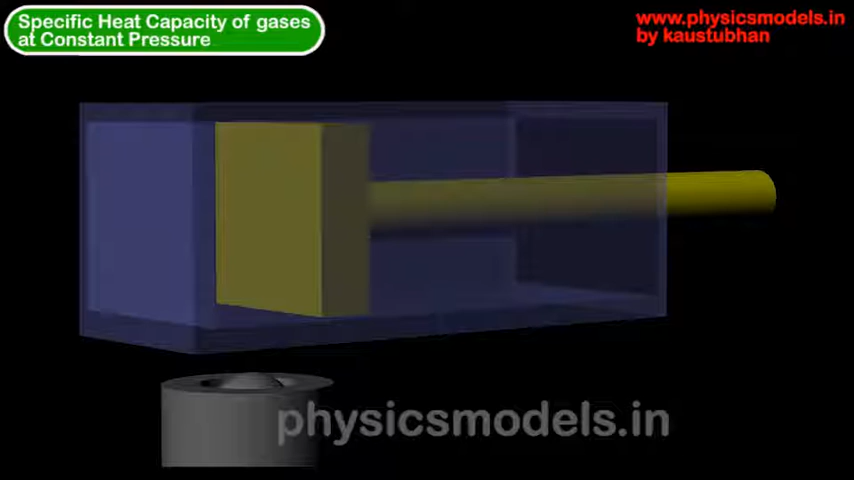 Specific Heat Capacity of gases
at Constant Pressure
www.physicsmodels.in
by kaustubhan
physicsmodels.in